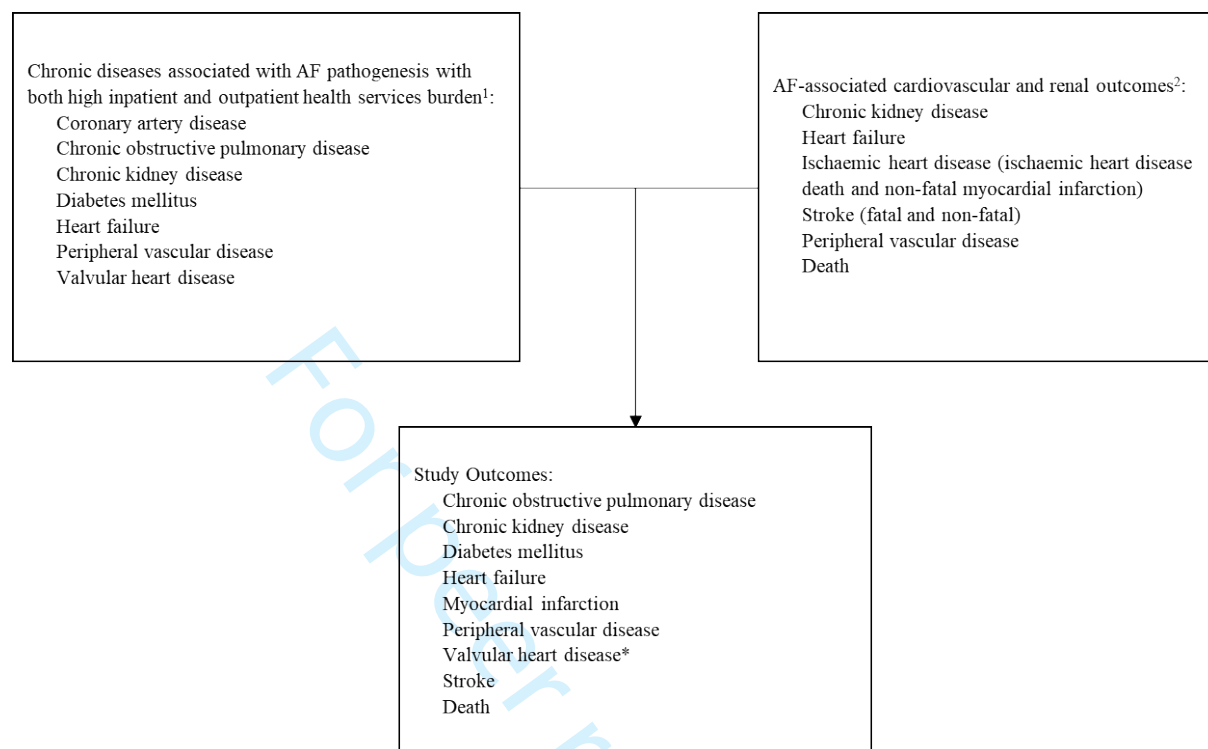 Chronic diseases associated with AF pathogenesis with
both high inpatient and outpatient health services burden¹:
Coronary artery disease
Chronic obstructive pulmonary disease
Chronic kidney disease
Diabetes mellitus
Heart failure
Peripheral vascular disease
Valvular heart disease
AF-associated cardiovascular and renal outcomes²:
Chronic kidney disease
Heart failure
Ischaemic heart disease (ischaemic heart disease
death and non-fatal myocardial infarction)
Stroke (fatal and non-fatal)
Peripheral vascular disease
Death
Study Outcomes:
Chronic obstructive pulmonary disease
Chronic kidney disease
Diabetes mellitus
Heart failure
Myocardial infarction
Peripheral vascular disease
Valvular heart disease*
Stroke
Death
For peer r